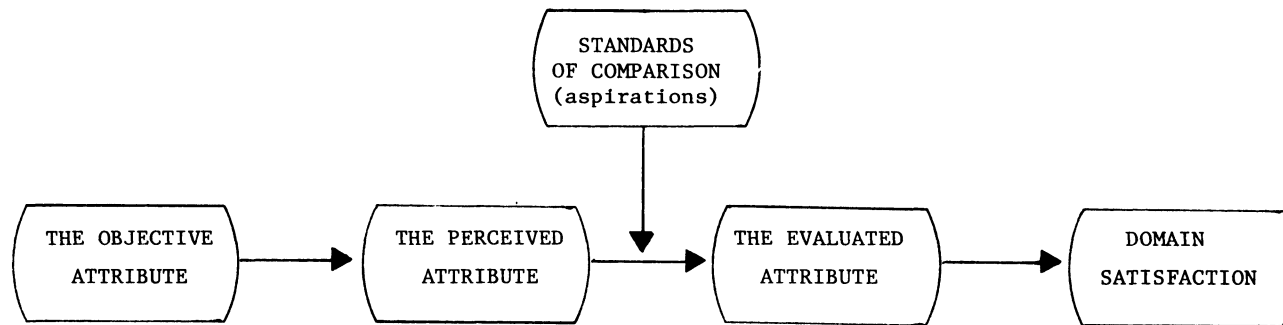 STANDARDS
OF COMPARISON
(aspirations)
THE OBJECTIVE
ATTRIBUTE
THE PERCEIVED
ATTRIBUTE
THE EVALUATED
ATTRIBUTE
DOMAIN
SATISFACTION